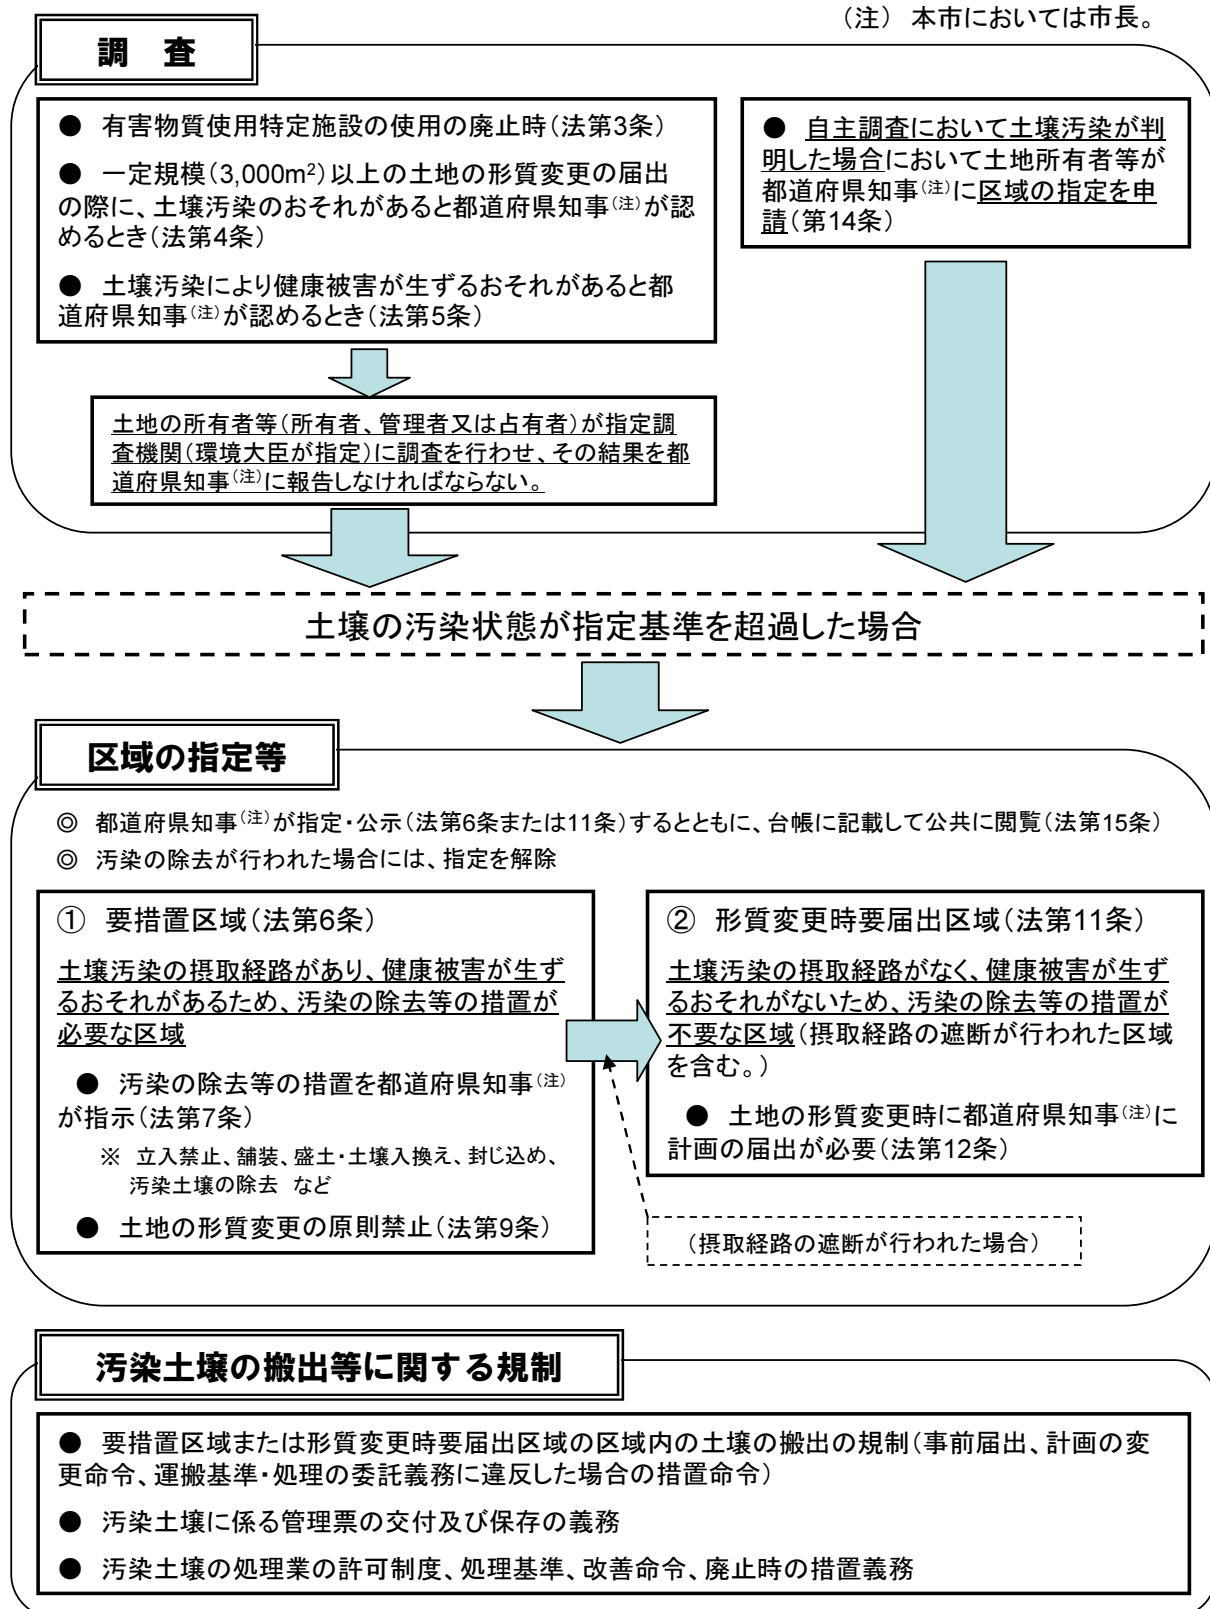 (注) 本市においては市長。
調 査
● 有害物質使用特定施設の使用の廃止時(法第3条)
● 一定規模(3,000m²)以上の土地の形質変更の届出
の際に、土壌汚染のおそれがあると都道府県知事(注)が認
めるとき(法第4条)
● 土壌汚染により健康被害が生ずるおそれがあると都
道府県知事(注)が認めるとき(法第5条)
● 自主調査において土壌汚染が判
明した場合において土地所有者等が
都道府県知事(注)に区域の指定を申
請(第14条)
土地の所有者等(所有者、管理者又は占有者)が指定調
査機関(環境大臣が指定)に調査を行わせ、その結果を都
道府県知事(注)に報告しなければならない。
土壌の汚染状態が指定基準を超過した場合
区域の指定等
◎ 都道府県知事(注)が指定・公示(法第6条または11条)するとともに、台帳に記載して公共に閲覧(法第15条)
◎ 汚染の除去が行われた場合には、指定を解除
① 要措置区域(法第6条)
土壌汚染の摂取経路があり、健康被害が生ず
るおそれがあるため、汚染の除去等の措置が
必要な区域
● 汚染の除去等の措置を都道府県知事(注)
が指示(法第7条)
※ 立入禁止、舗装、盛土・土壌入換え、封じ込め、
汚染土壌の除去 など
● 土地の形質変更の原則禁止(法第9条)
② 形質変更時要届出区域(法第11条)
土壌汚染の摂取経路がなく、健康被害が生ず
るおそれがないため、汚染の除去等の措置が
不要な区域(摂取経路の遮断が行われた区域
を含む。)
● 土地の形質変更時に都道府県知事(注)に
計画の届出が必要(法第12条)
(摂取経路の遮断が行われた場合)
汚染土壌の搬出等に関する規制
● 要措置区域または形質変更時要届出区域の区域内の土壌の搬出の規制(事前届出、計画の変
更命令、運搬基準・処理の委託義務に違反した場合の措置命令)
● 汚染土壌に係る管理票の交付及び保存の義務
● 汚染土壌の処理業の許可制度、処理基準、改善命令、廃止時の措置義務